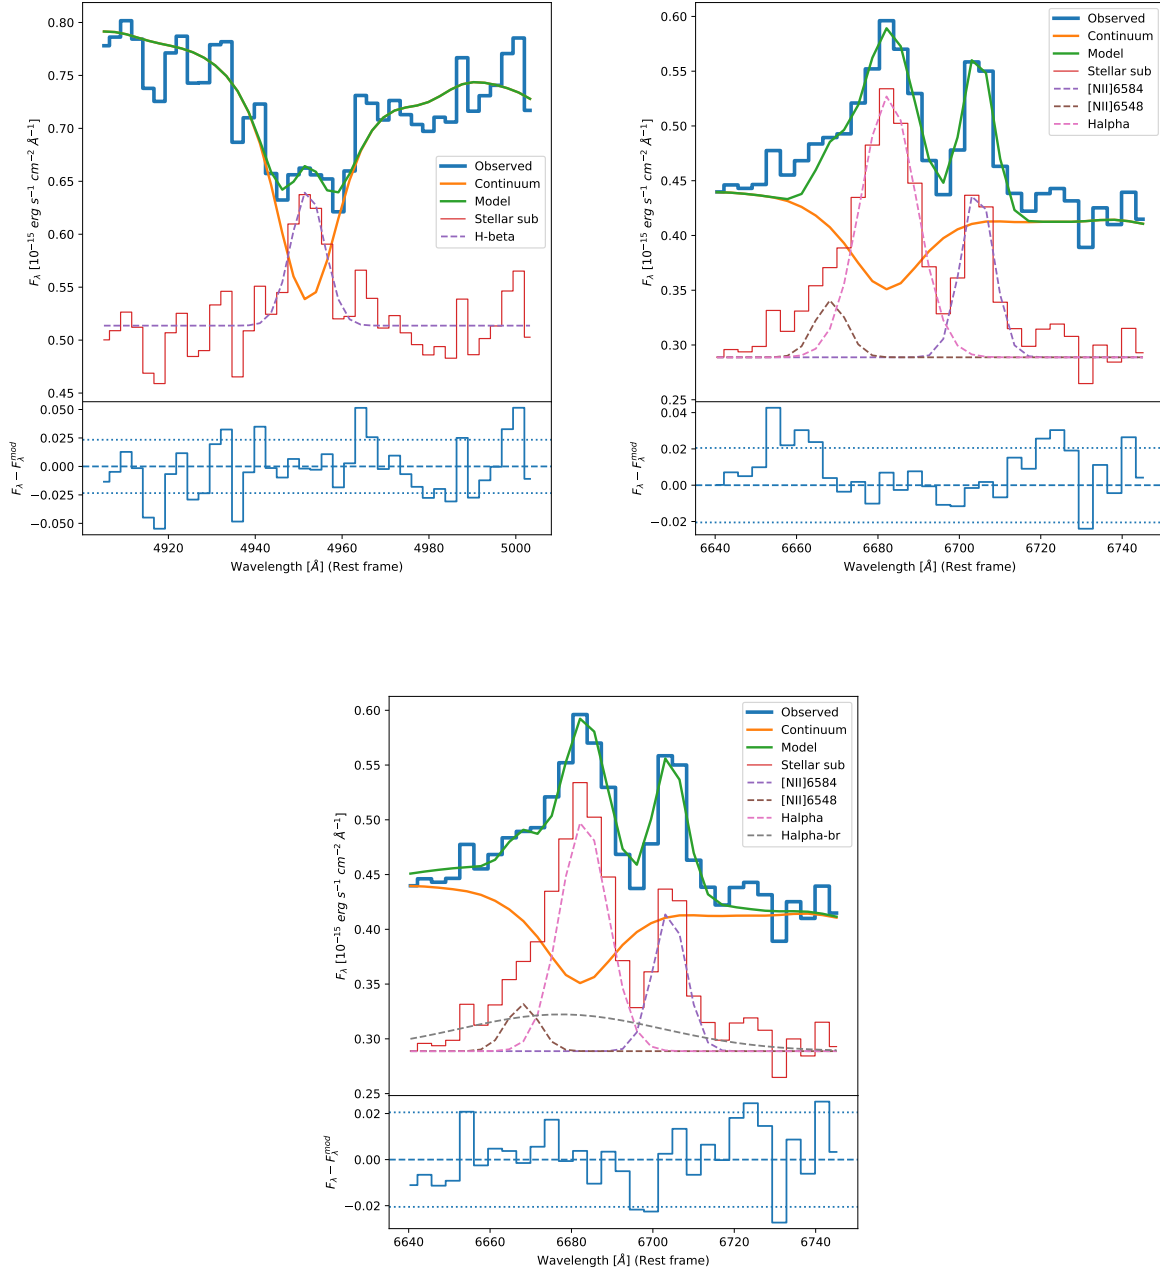 0.80
0.75
0.70
0.65
0.60
0.55
0.50
0.45
F_λ [10⁻¹⁵ erg s⁻¹ cm⁻² Å⁻¹]
Observed
Continuum
Model
Stellar sub
H-beta
0.050
0.025
0.000
−0.025
−0.050
F_λ − F_λ^mod
4920 4940 4960 4980 5000
Wavelength [Å] (Rest frame)
0.60
0.55
0.50
0.45
0.40
0.35
0.30
0.25
F_λ [10⁻¹⁵ erg s⁻¹ cm⁻² Å⁻¹]
Observed
Continuum
Model
Stellar sub
[NII]6584
[NII]6548
Halpha
0.04
0.02
0.00
−0.02
F_λ − F_λ^mod
6640 6660 6680 6700 6720 6740
Wavelength [Å] (Rest frame)
0.60
0.55
0.50
0.45
0.40
0.35
0.30
0.25
F_λ [10⁻¹⁵ erg s⁻¹ cm⁻² Å⁻¹]
Observed
Continuum
Model
Stellar sub
[NII]6584
[NII]6548
Halpha
Halpha-br
0.02
0.00
−0.02
F_λ − F_λ^mod
6640 6660 6680 6700 6720 6740
Wavelength [Å] (Rest frame)